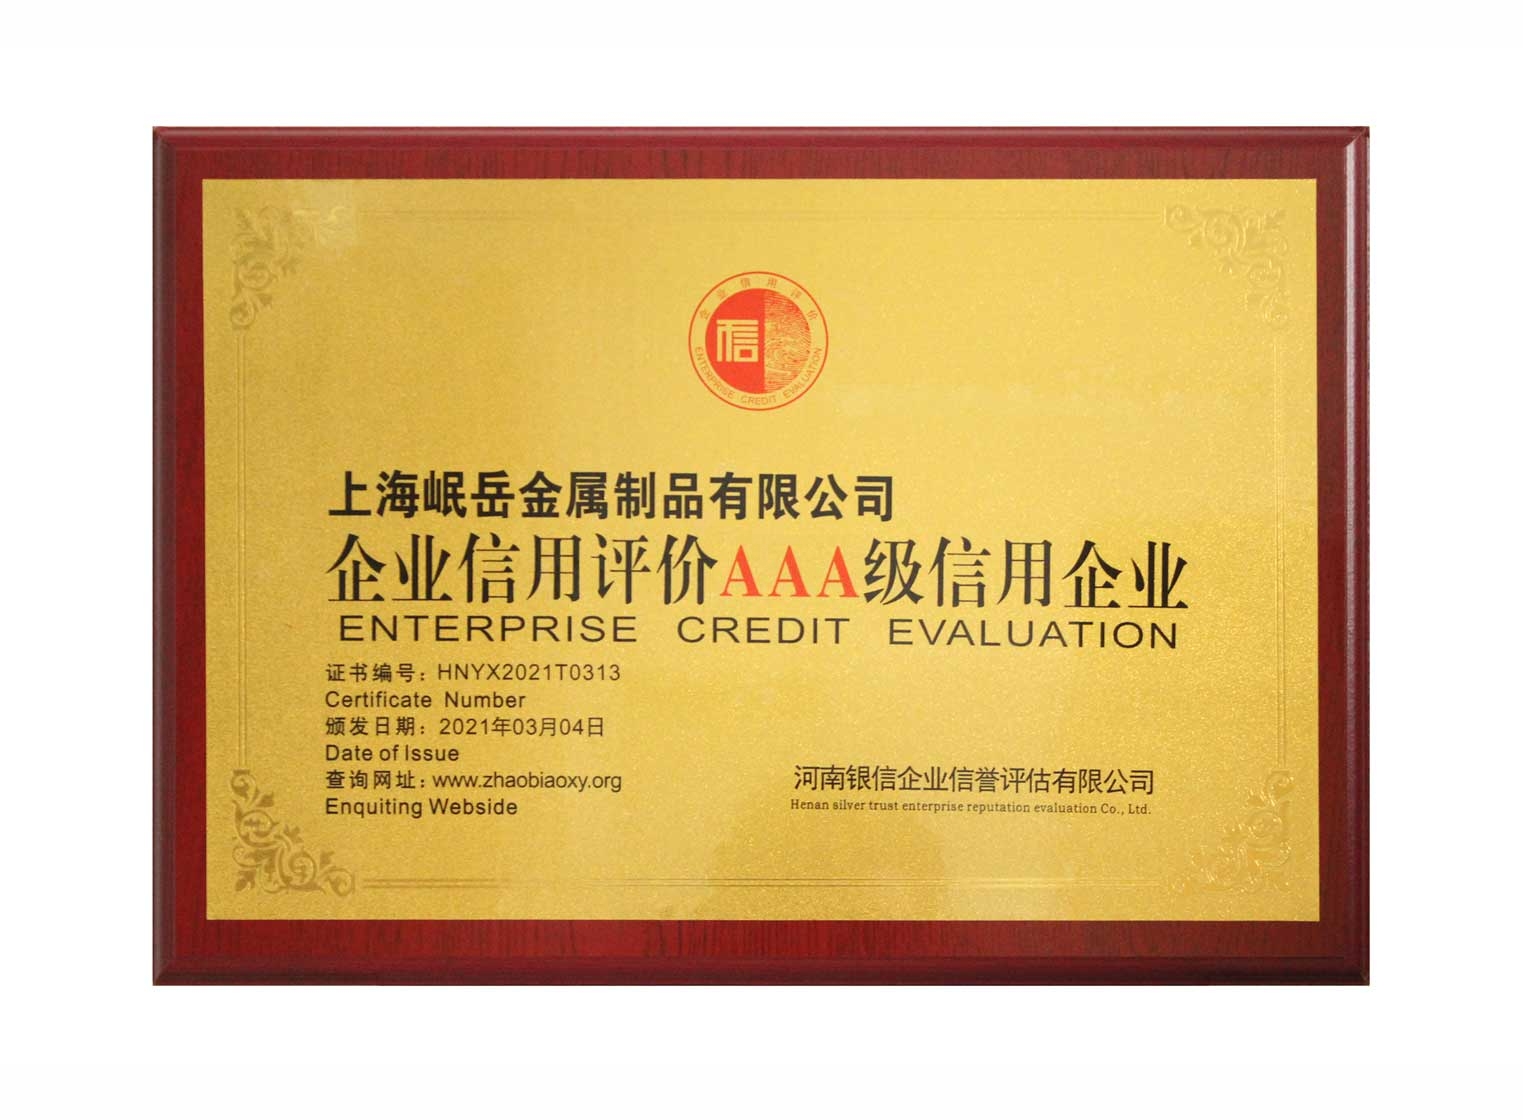 企业信用评价
信
ENTERPRISE CREDIT EVALUATION
上海岷岳金属制品有限公司
企业信用评价AAA级信用企业
ENTERPRISE CREDIT EVALUATION
证书编号：HNYX2021T0313
Certificate Number
颁发日期：2021年03月04日
Date of Issue
查询网址：www.zhaobiaoxy.org
Enquiting Webside
河南银信企业信誉评估有限公司
Henan silver trust enterprise reputation evaluation Co., Ltd.